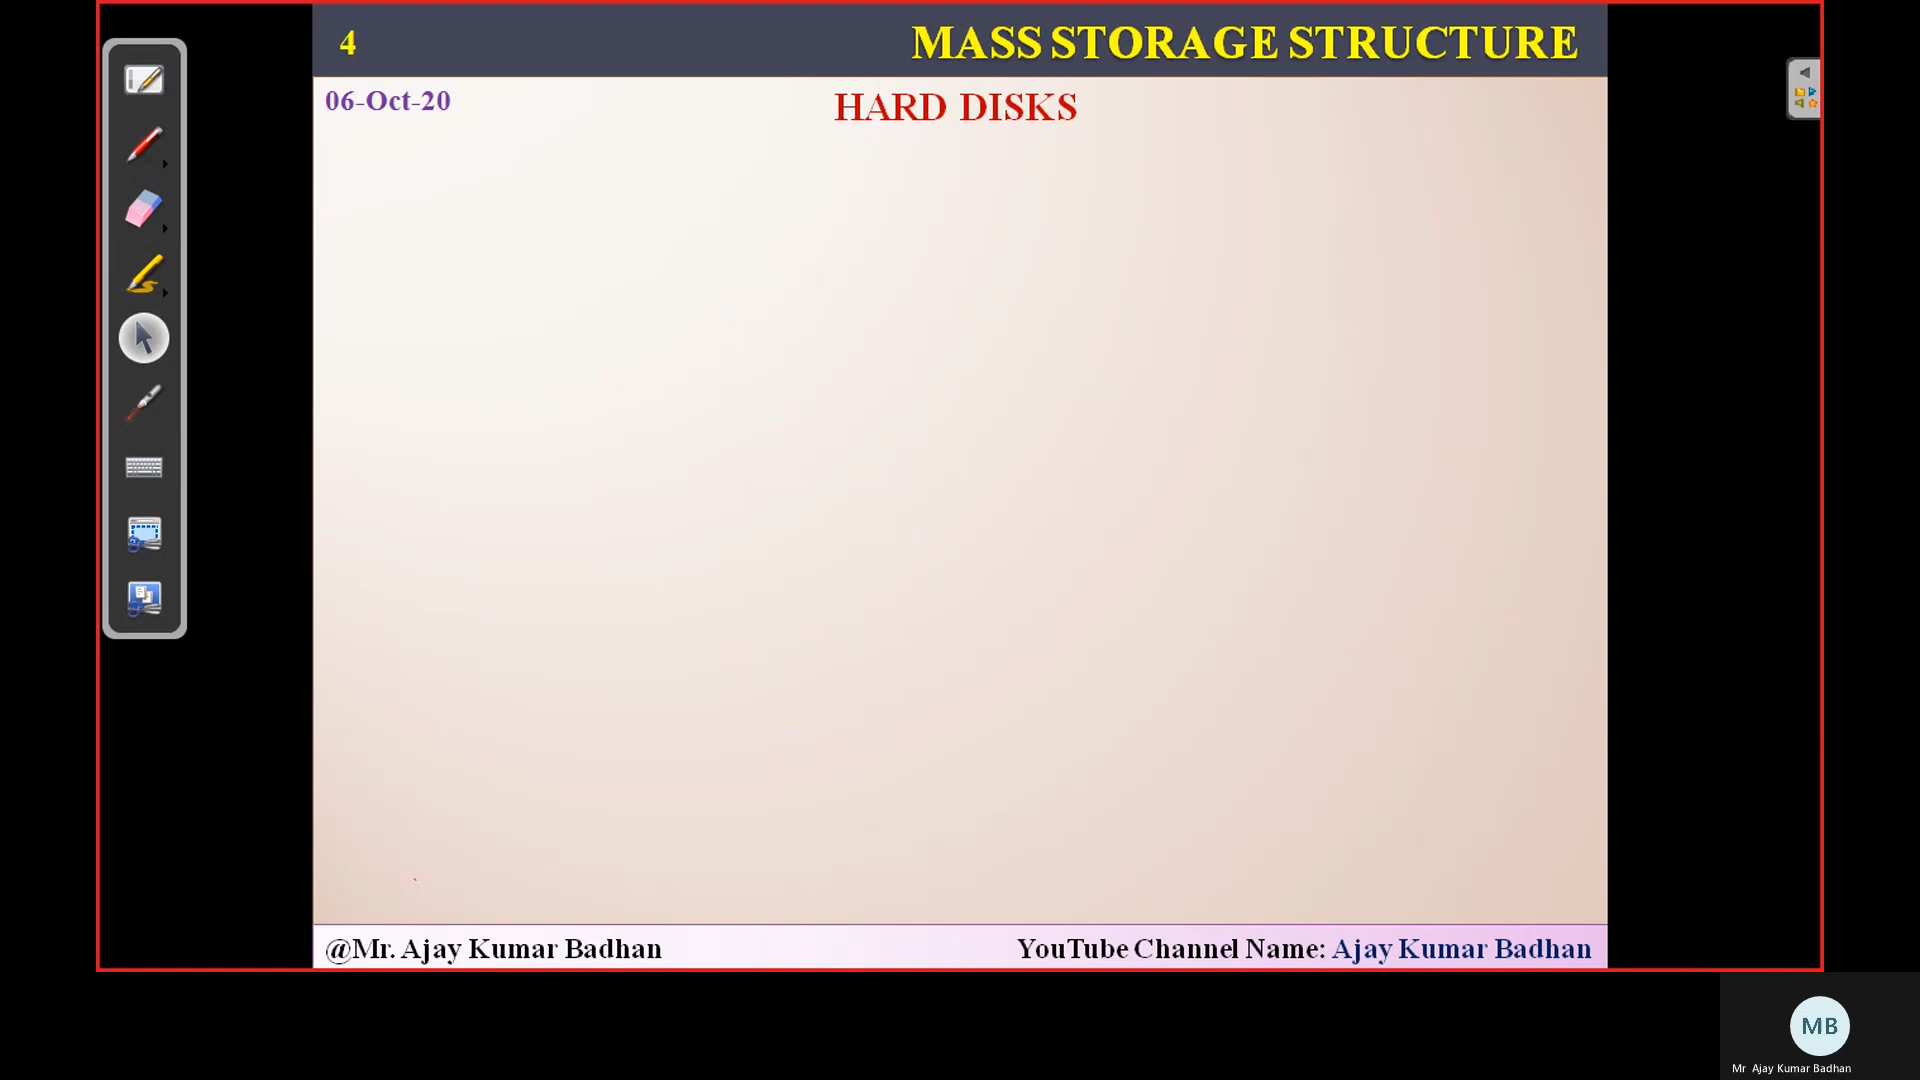 4
MASS STORAGE STRUCTURE
06-Oct-20
HARD DISKS
@Mr. Ajay Kumar Badhan
YouTube Channel Name: Ajay Kumar Badhan
MB
Mr Ajay Kumar Badhan